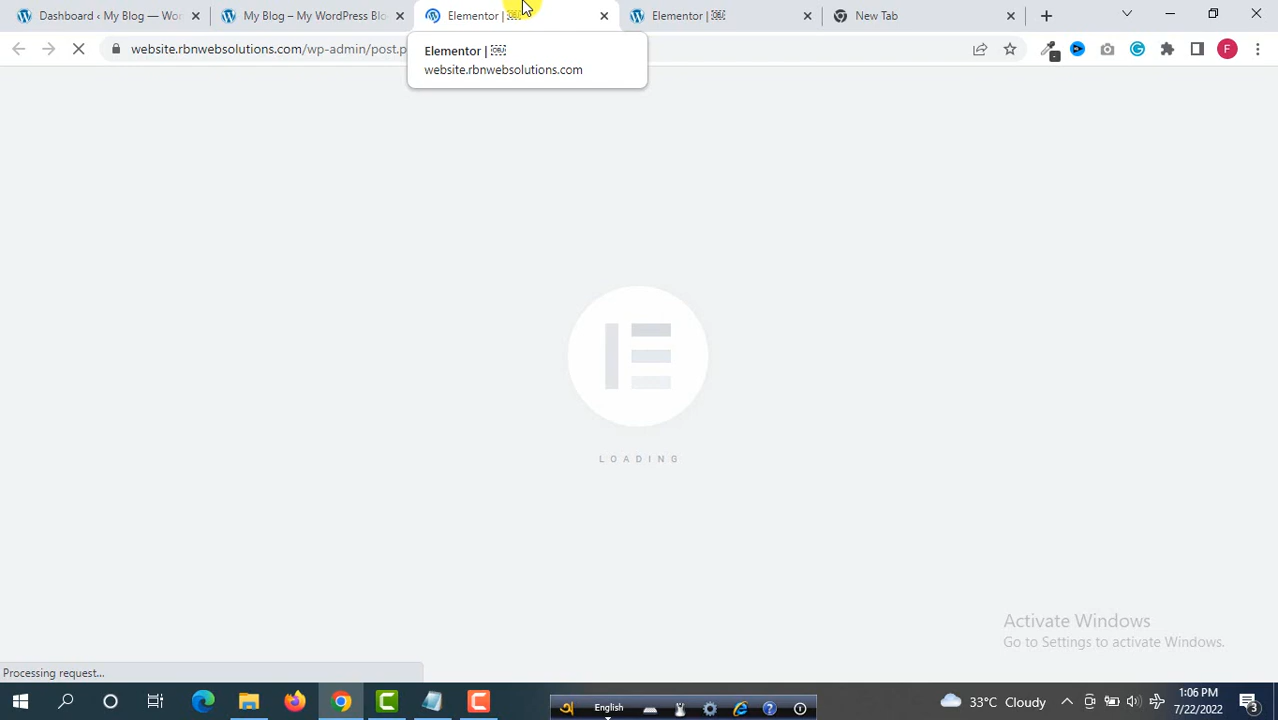 Dashboard ‹ My Blog — Wor
My Blog – My WordPress Blo
Elementor | ￼
Elementor | ￼
New Tab
website.rbnwebsolutions.com/wp-admin/post.p
F
Elementor | ￼
website.rbnwebsolutions.com
LOADING
Activate Windows
Go to Settings to activate Windows.
Processing request...
English
33°C Cloudy
1:06 PM
7/22/2022
3